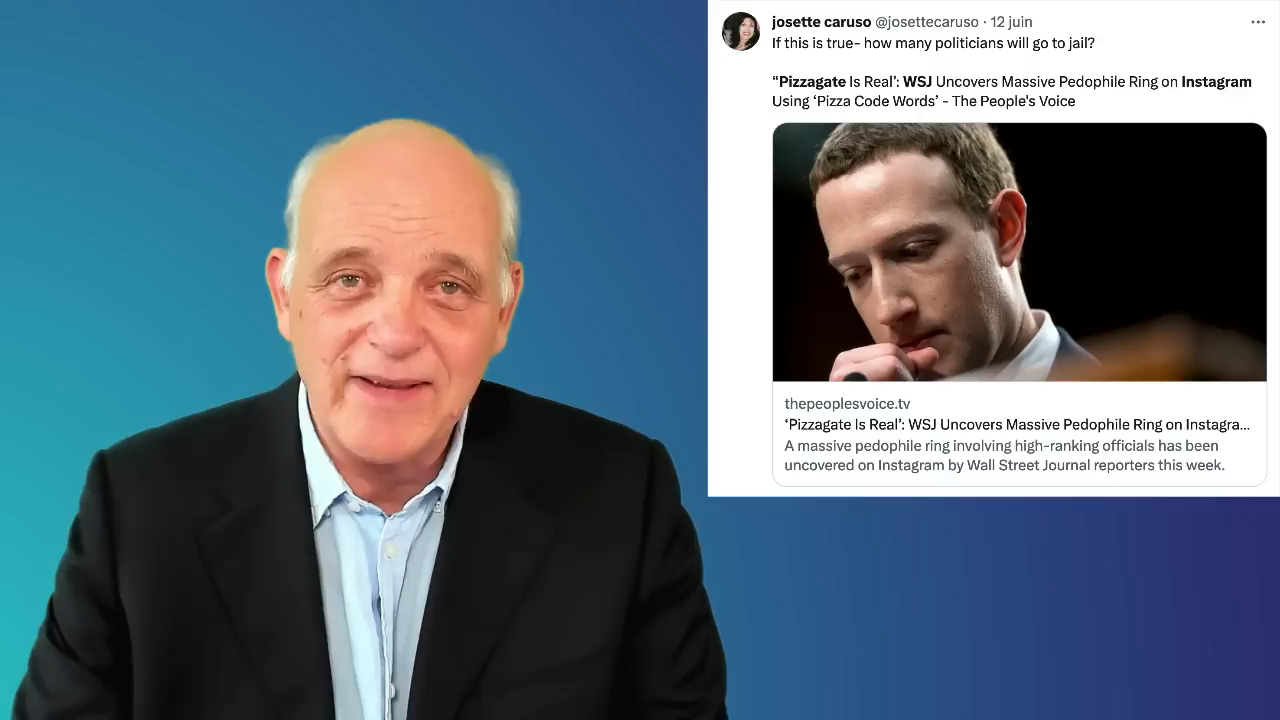 josette caruso @josettecaruso · 12 juin
If this is true- how many politicians will go to jail?
“Pizzagate Is Real’: WSJ Uncovers Massive Pedophile Ring on Instagram
Using ‘Pizza Code Words’ - The People's Voice
thepeoplesvoice.tv
‘Pizzagate Is Real’: WSJ Uncovers Massive Pedophile Ring on Instagra...
A massive pedophile ring involving high-ranking officials has been
uncovered on Instagram by Wall Street Journal reporters this week.